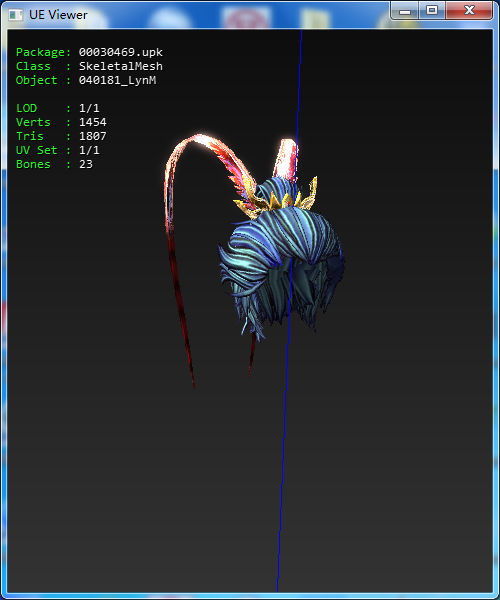 UE Viewer
Package: 00030469.upk
Class  : SkeletalMesh
Object : 040181_LynM
LOD    : 1/1
Verts  : 1454
Tris   : 1807
UV Set : 1/1
Bones  : 23